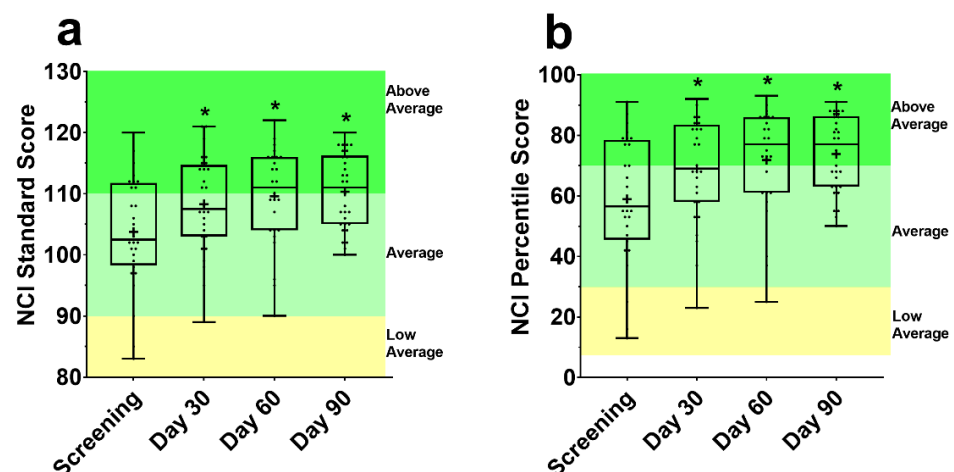 a
NCI Standard Score
130
120
110
100
90
80
*
*
*
Above
Average
Average
Low
Average
Screening
Day 30
Day 60
Day 90
b
NCI Percentile Score
100
80
60
40
20
0
*
*
*
Above
Average
Average
Low
Average
Screening
Day 30
Day 60
Day 90